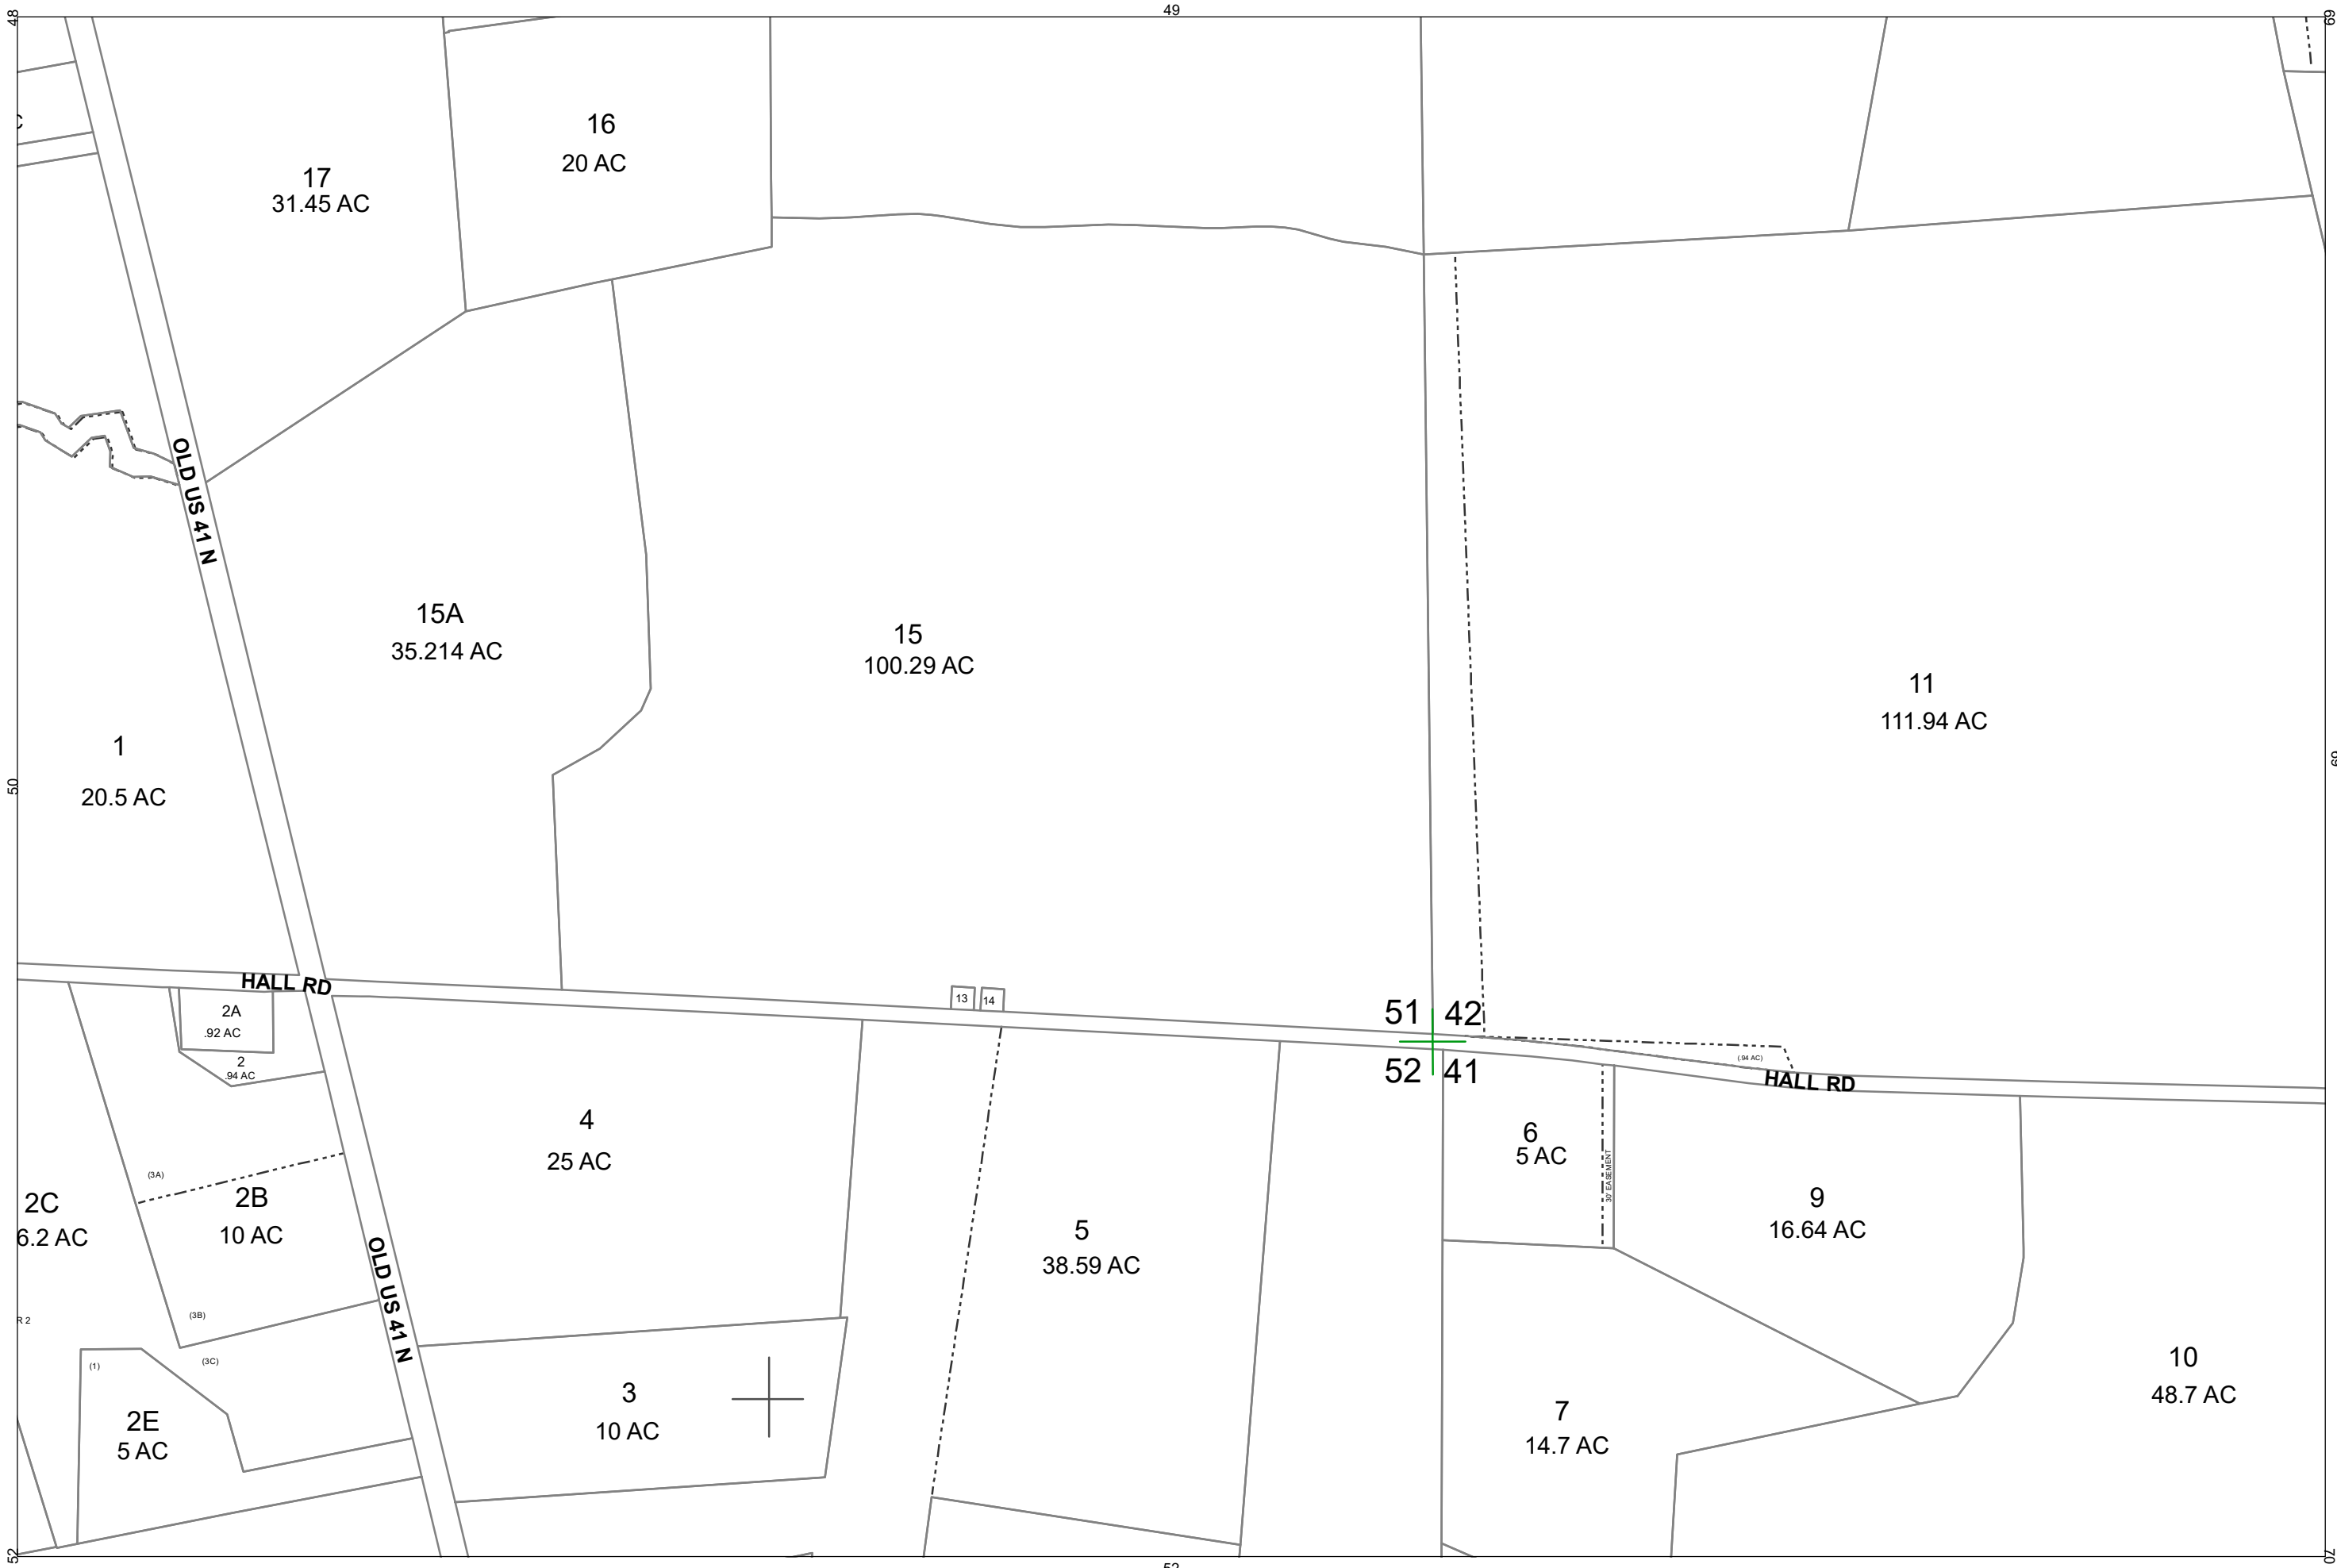 48
49
69
C
16
20 AC
17
31.45 AC
OLD US 41 N
15A
35.214 AC
15
100.29 AC
11
111.94 AC
1
20.5 AC
50
69
HALL RD
13
14
2A
.92 AC
2
.94 AC
51
42
52
41
(.94 AC)
HALL RD
4
25 AC
6
5 AC
30' EASEMENT
9
16.64 AC
(3A)
2B
10 AC
2C
6.2 AC
5
38.59 AC
OLD US 41 N
(3B)
R 2
(3C)
(1)
2E
5 AC
3
10 AC
7
14.7 AC
10
48.7 AC
52
70